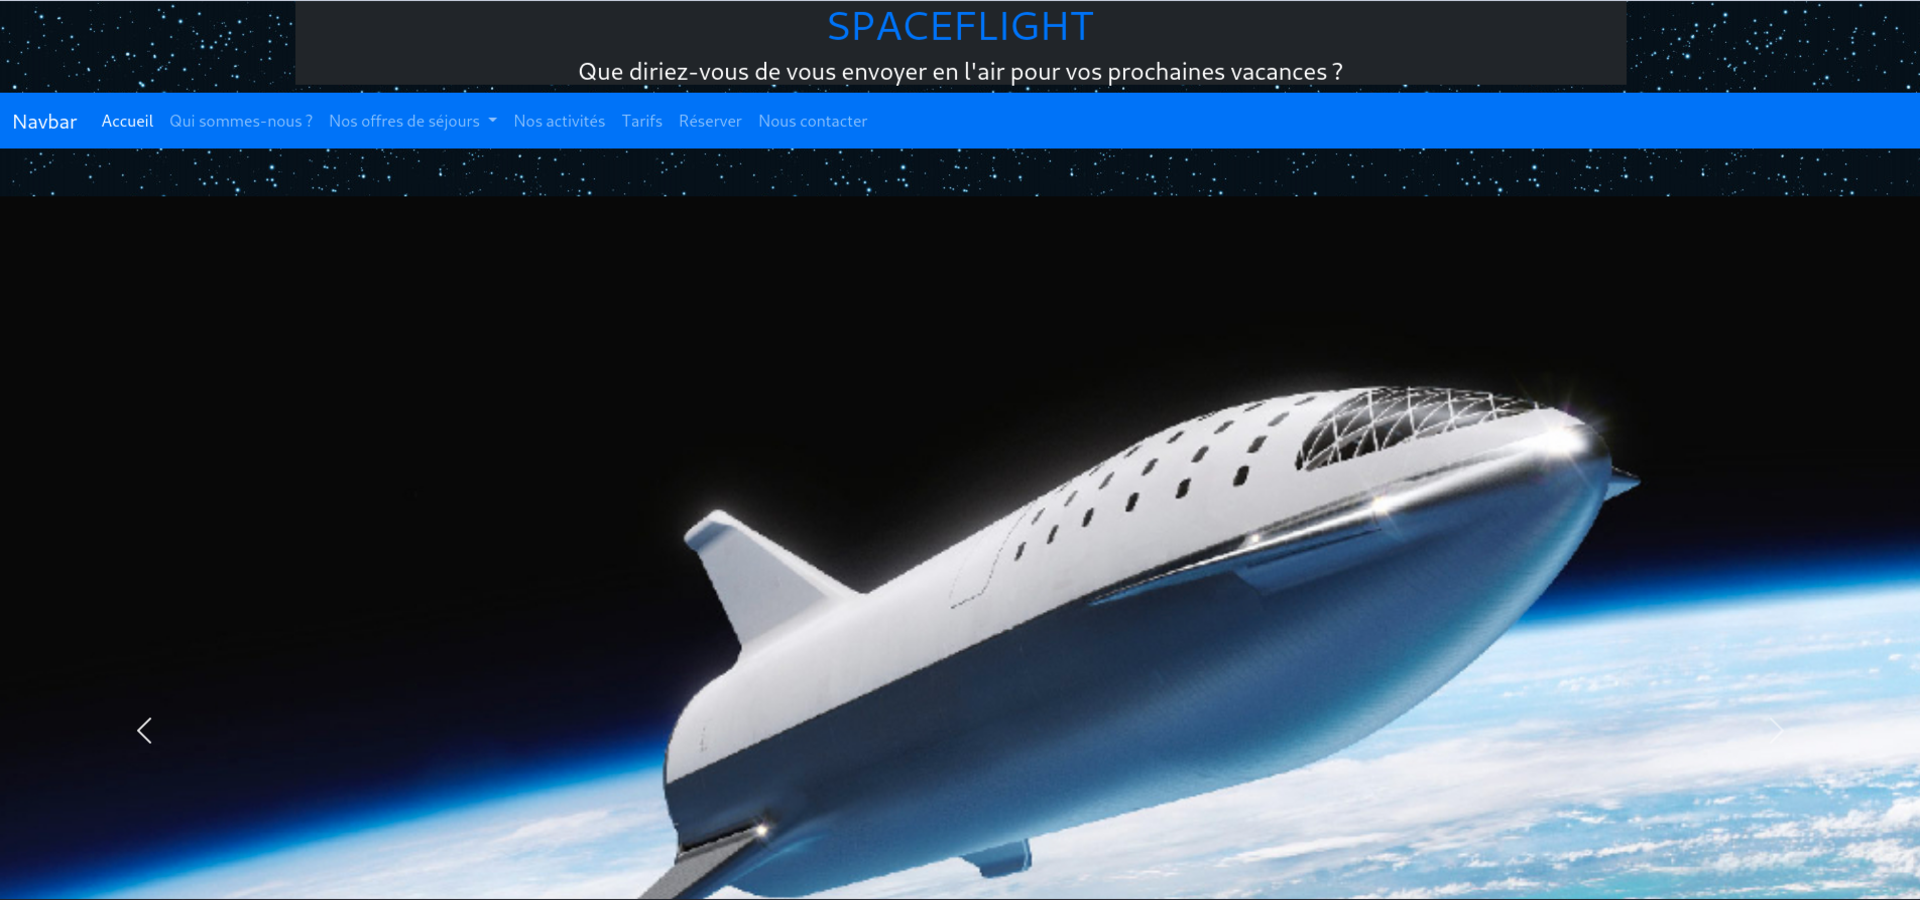 SPACEFLIGHT
Que diriez-vous de vous envoyer en l'air pour vos prochaines vacances ?
Navbar Accueil Qui sommes-nous ? Nos offres de séjours Nos activités Tarifs Réserver Nous contacter